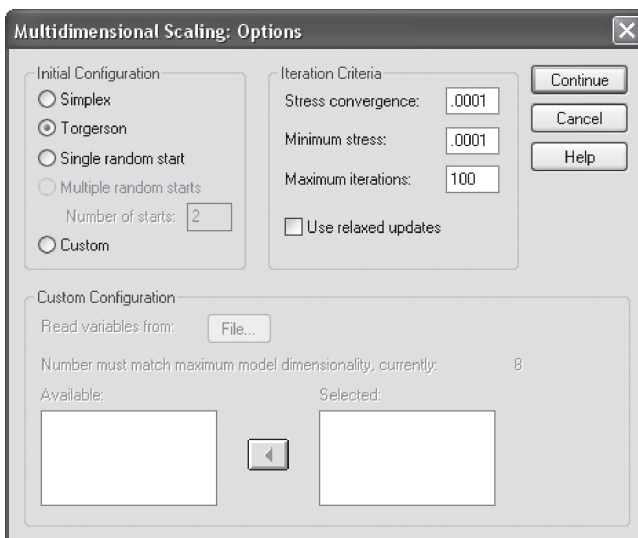 Multidimensional Scaling: Options
Initial Configuration
Simplex
Torgerson
Single random start
Multiple random starts
Number of starts: 2
Custom
Iteration Criteria
Stress convergence: .0001
Minimum stress: .0001
Maximum iterations: 100
Use relaxed updates
Continue
Cancel
Help
Custom Configuration
Read variables from: File...
Number must match maximum model dimensionality, currently: 8
Available:
Selected: